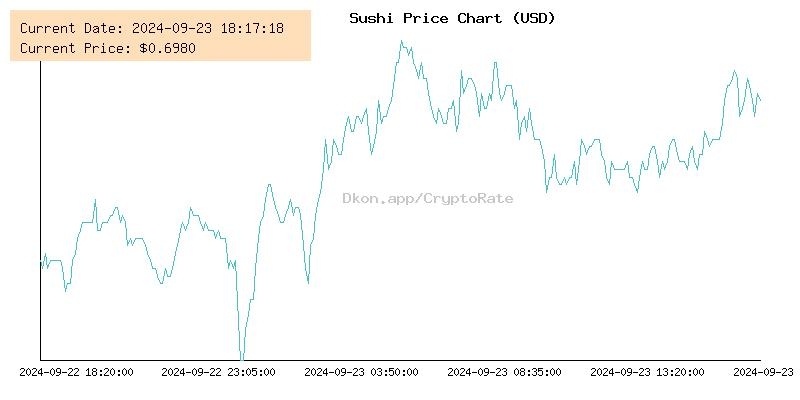 Sushi Price Chart (USD)
Current Date: 2024-09-23 18:17:18
Current Price: $0.6980
Dkon.app/CryptoRate
2024-09-22 18:20:00 2024-09-22 23:05:00 2024-09-23 03:50:00 2024-09-23 08:35:00 2024-09-23 13:20:00 2024-09-23